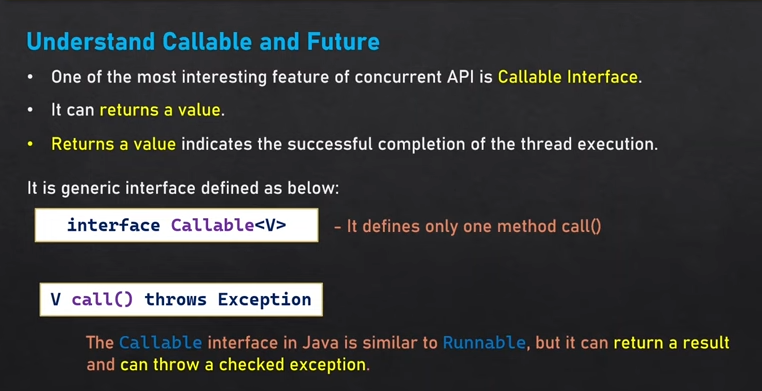 Understand Callable and Future
• One of the most interesting feature of concurrent API is Callable Interface.
• It can returns a value.
• Returns a value indicates the successful completion of the thread execution.
It is generic interface defined as below:
interface Callable<V>
- It defines only one method call()
V call() throws Exception
The Callable interface in Java is similar to Runnable, but it can return a result
and can throw a checked exception.